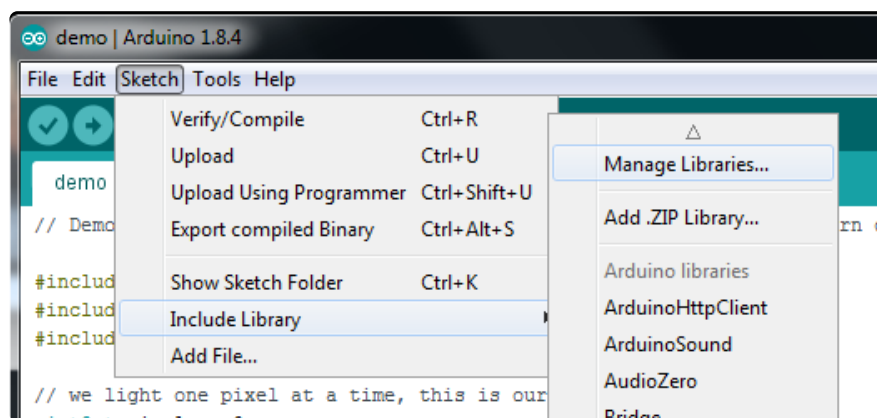 demo | Arduino 1.8.4
File Edit Sketch Tools Help
Verify/Compile Ctrl+R
Upload Ctrl+U
Upload Using Programmer Ctrl+Shift+U
Export compiled Binary Ctrl+Alt+S
Show Sketch Folder Ctrl+K
Include Library
Add File...
Manage Libraries...
Add .ZIP Library...
Arduino libraries
ArduinoHttpClient
ArduinoSound
AudioZero
Bridge
demo
// Demo
rn
#includ
#includ
#includ
// we light one pixel at a time, this is our